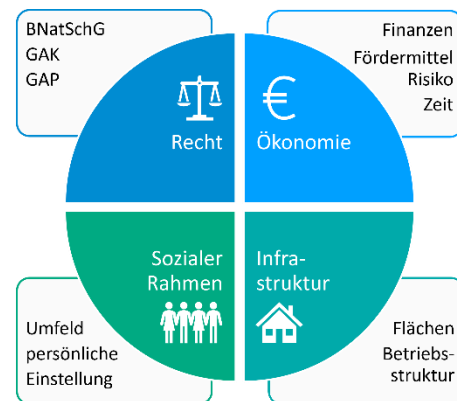 BNatSchG
GAK
GAP
Finanzen
Fördermittel
Risiko
Zeit
€
Recht
Ökonomie
Sozialer
Rahmen
Infra-
struktur
Umfeld
persönliche
Einstellung
Flächen
Betriebs-
struktur